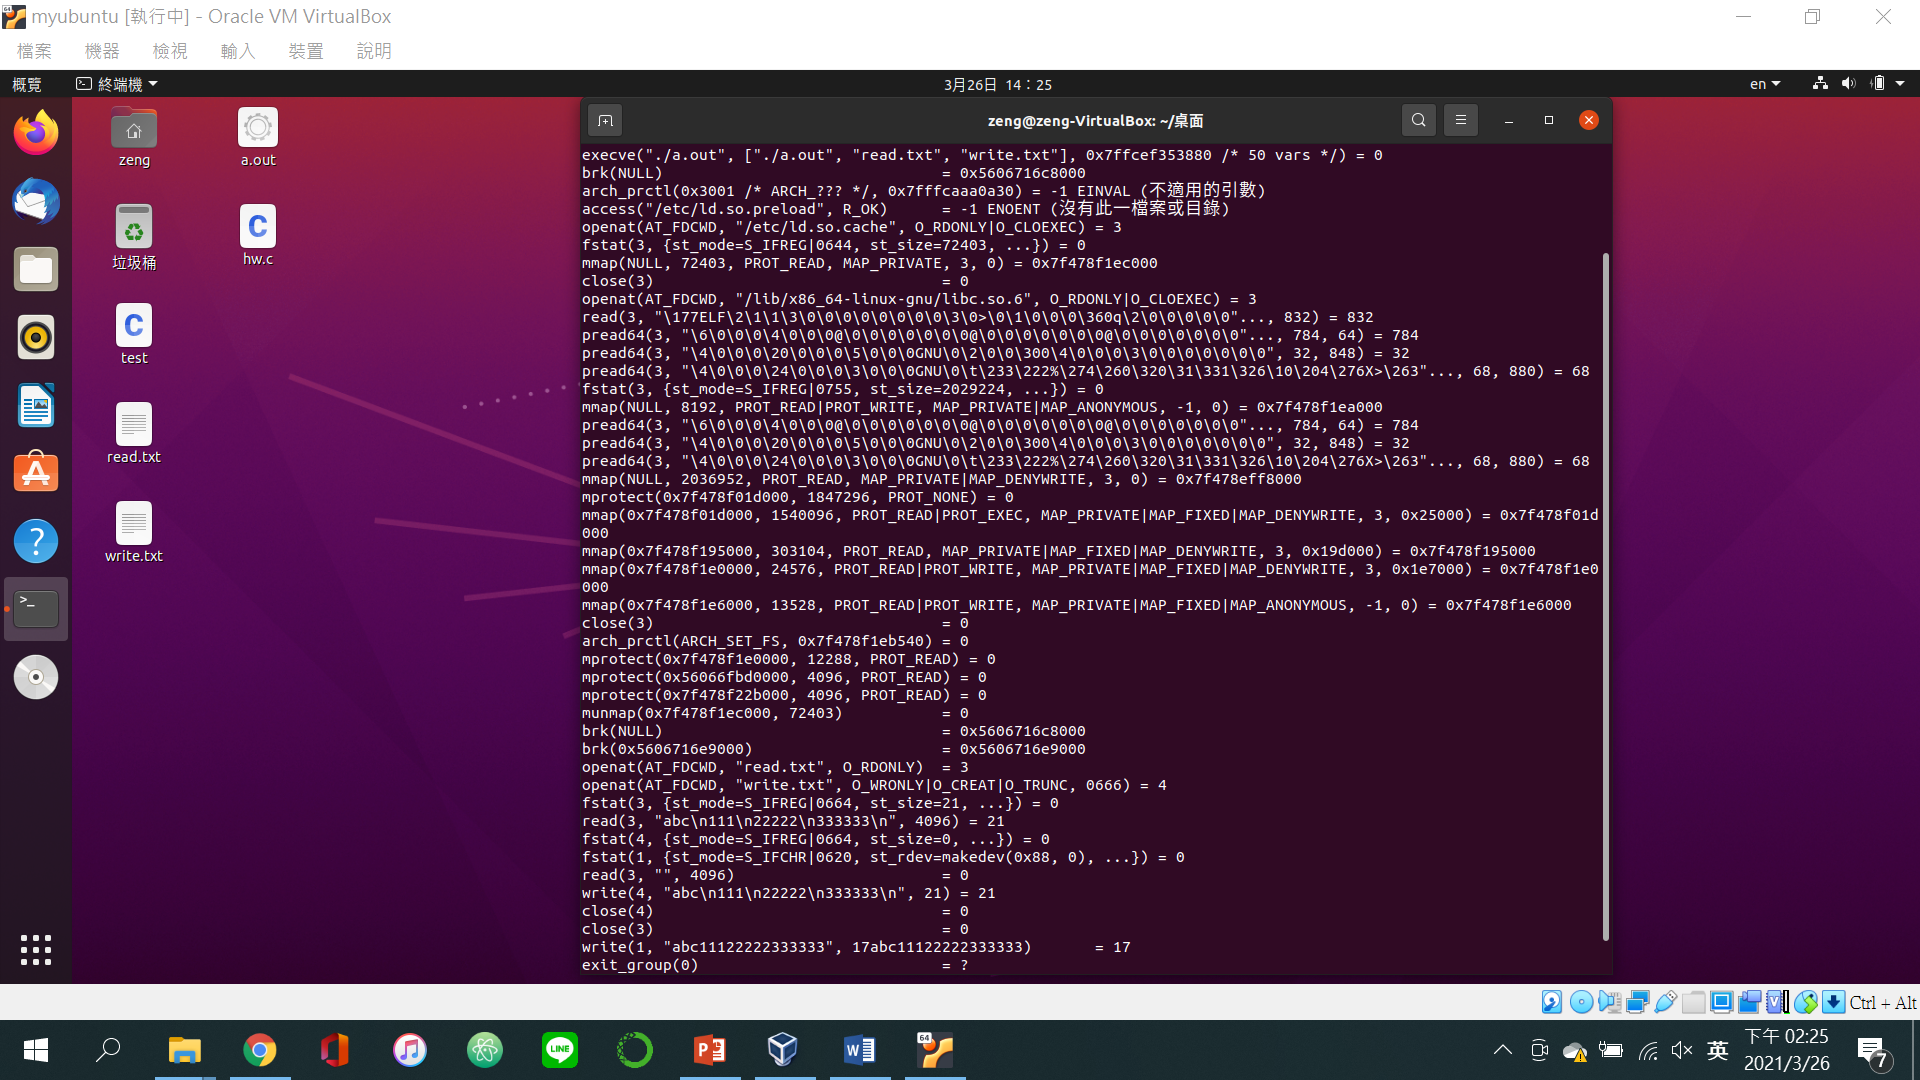 myubuntu [執行中] - Oracle VM VirtualBox
檔案 機器 檢視 輸入 裝置 說明
概覽 終端機 3月26日 14：25 en
zeng@zeng-VirtualBox: ~/桌面
zeng
a.out
垃圾桶
C
hw.c
C
test
read.txt
write.txt
execve("./a.out", ["./a.out", "read.txt", "write.txt"], 0x7ffcef353880 /* 50 vars */) = 0
brk(NULL) = 0x5606716c8000
arch_prctl(0x3001 /* ARCH_??? */, 0x7fffcaaa0a30) = -1 EINVAL (不適用的引數)
access("/etc/ld.so.preload", R_OK) = -1 ENOENT (沒有此一檔案或目錄)
openat(AT_FDCWD, "/etc/ld.so.cache", O_RDONLY|O_CLOEXEC) = 3
fstat(3, {st_mode=S_IFREG|0644, st_size=72403, ...}) = 0
mmap(NULL, 72403, PROT_READ, MAP_PRIVATE, 3, 0) = 0x7f478f1ec000
close(3) = 0
openat(AT_FDCWD, "/lib/x86_64-linux-gnu/libc.so.6", O_RDONLY|O_CLOEXEC) = 3
read(3, "\177ELF\2\1\1\3\0\0\0\0\0\0\0\0\3\0>\0\1\0\0\0\360q\2\0\0\0\0\0"..., 832) = 832
pread64(3, "\6\0\0\0\4\0\0\0@\0\0\0\0\0\0\0@\0\0\0\0\0\0\0@\0\0\0\0\0\0\0"..., 784, 64) = 784
pread64(3, "\4\0\0\0\20\0\0\0\5\0\0\0GNU\0\2\0\0\300\4\0\0\0\3\0\0\0\0\0\0\0", 32, 848) = 32
pread64(3, "\4\0\0\0\24\0\0\0\3\0\0\0GNU\0\t\233\222%\274\260\320\31\331\326\10\204\276X>\263"..., 68, 880) = 68
fstat(3, {st_mode=S_IFREG|0755, st_size=2029224, ...}) = 0
mmap(NULL, 8192, PROT_READ|PROT_WRITE, MAP_PRIVATE|MAP_ANONYMOUS, -1, 0) = 0x7f478f1ea000
pread64(3, "\6\0\0\0\4\0\0\0@\0\0\0\0\0\0\0@\0\0\0\0\0\0\0@\0\0\0\0\0\0\0"..., 784, 64) = 784
pread64(3, "\4\0\0\0\20\0\0\0\5\0\0\0GNU\0\2\0\0\300\4\0\0\0\3\0\0\0\0\0\0\0", 32, 848) = 32
pread64(3, "\4\0\0\0\24\0\0\0\3\0\0\0GNU\0\t\233\222%\274\260\320\31\331\326\10\204\276X>\263"..., 68, 880) = 68
mmap(NULL, 2036952, PROT_READ, MAP_PRIVATE|MAP_DENYWRITE, 3, 0) = 0x7f478eff8000
mprotect(0x7f478f01d000, 1847296, PROT_NONE) = 0
mmap(0x7f478f01d000, 1540096, PROT_READ|PROT_EXEC, MAP_PRIVATE|MAP_FIXED|MAP_DENYWRITE, 3, 0x25000) = 0x7f478f01d
000
mmap(0x7f478f195000, 303104, PROT_READ, MAP_PRIVATE|MAP_FIXED|MAP_DENYWRITE, 3, 0x19d000) = 0x7f478f195000
mmap(0x7f478f1e0000, 24576, PROT_READ|PROT_WRITE, MAP_PRIVATE|MAP_FIXED|MAP_DENYWRITE, 3, 0x1e7000) = 0x7f478f1e0
000
mmap(0x7f478f1e6000, 13528, PROT_READ|PROT_WRITE, MAP_PRIVATE|MAP_FIXED|MAP_ANONYMOUS, -1, 0) = 0x7f478f1e6000
close(3) = 0
arch_prctl(ARCH_SET_FS, 0x7f478f1eb540) = 0
mprotect(0x7f478f1e0000, 12288, PROT_READ) = 0
mprotect(0x56066fbd0000, 4096, PROT_READ) = 0
mprotect(0x7f478f22b000, 4096, PROT_READ) = 0
munmap(0x7f478f1ec000, 72403) = 0
brk(NULL) = 0x5606716c8000
brk(0x5606716e9000) = 0x5606716e9000
openat(AT_FDCWD, "read.txt", O_RDONLY) = 3
openat(AT_FDCWD, "write.txt", O_WRONLY|O_CREAT|O_TRUNC, 0666) = 4
fstat(3, {st_mode=S_IFREG|0664, st_size=21, ...}) = 0
read(3, "abc\n111\n22222\n333333\n", 4096) = 21
fstat(4, {st_mode=S_IFREG|0664, st_size=0, ...}) = 0
fstat(1, {st_mode=S_IFCHR|0620, st_rdev=makedev(0x88, 0), ...}) = 0
read(3, "", 4096) = 0
write(4, "abc\n111\n22222\n333333\n", 21) = 21
close(4) = 0
close(3) = 0
write(1, "abc11122222333333", 17abc11122222333333) = 17
exit_group(0) = ?
Ctrl + Alt
LINE
64
英
下午 02:25
2021/3/26
7